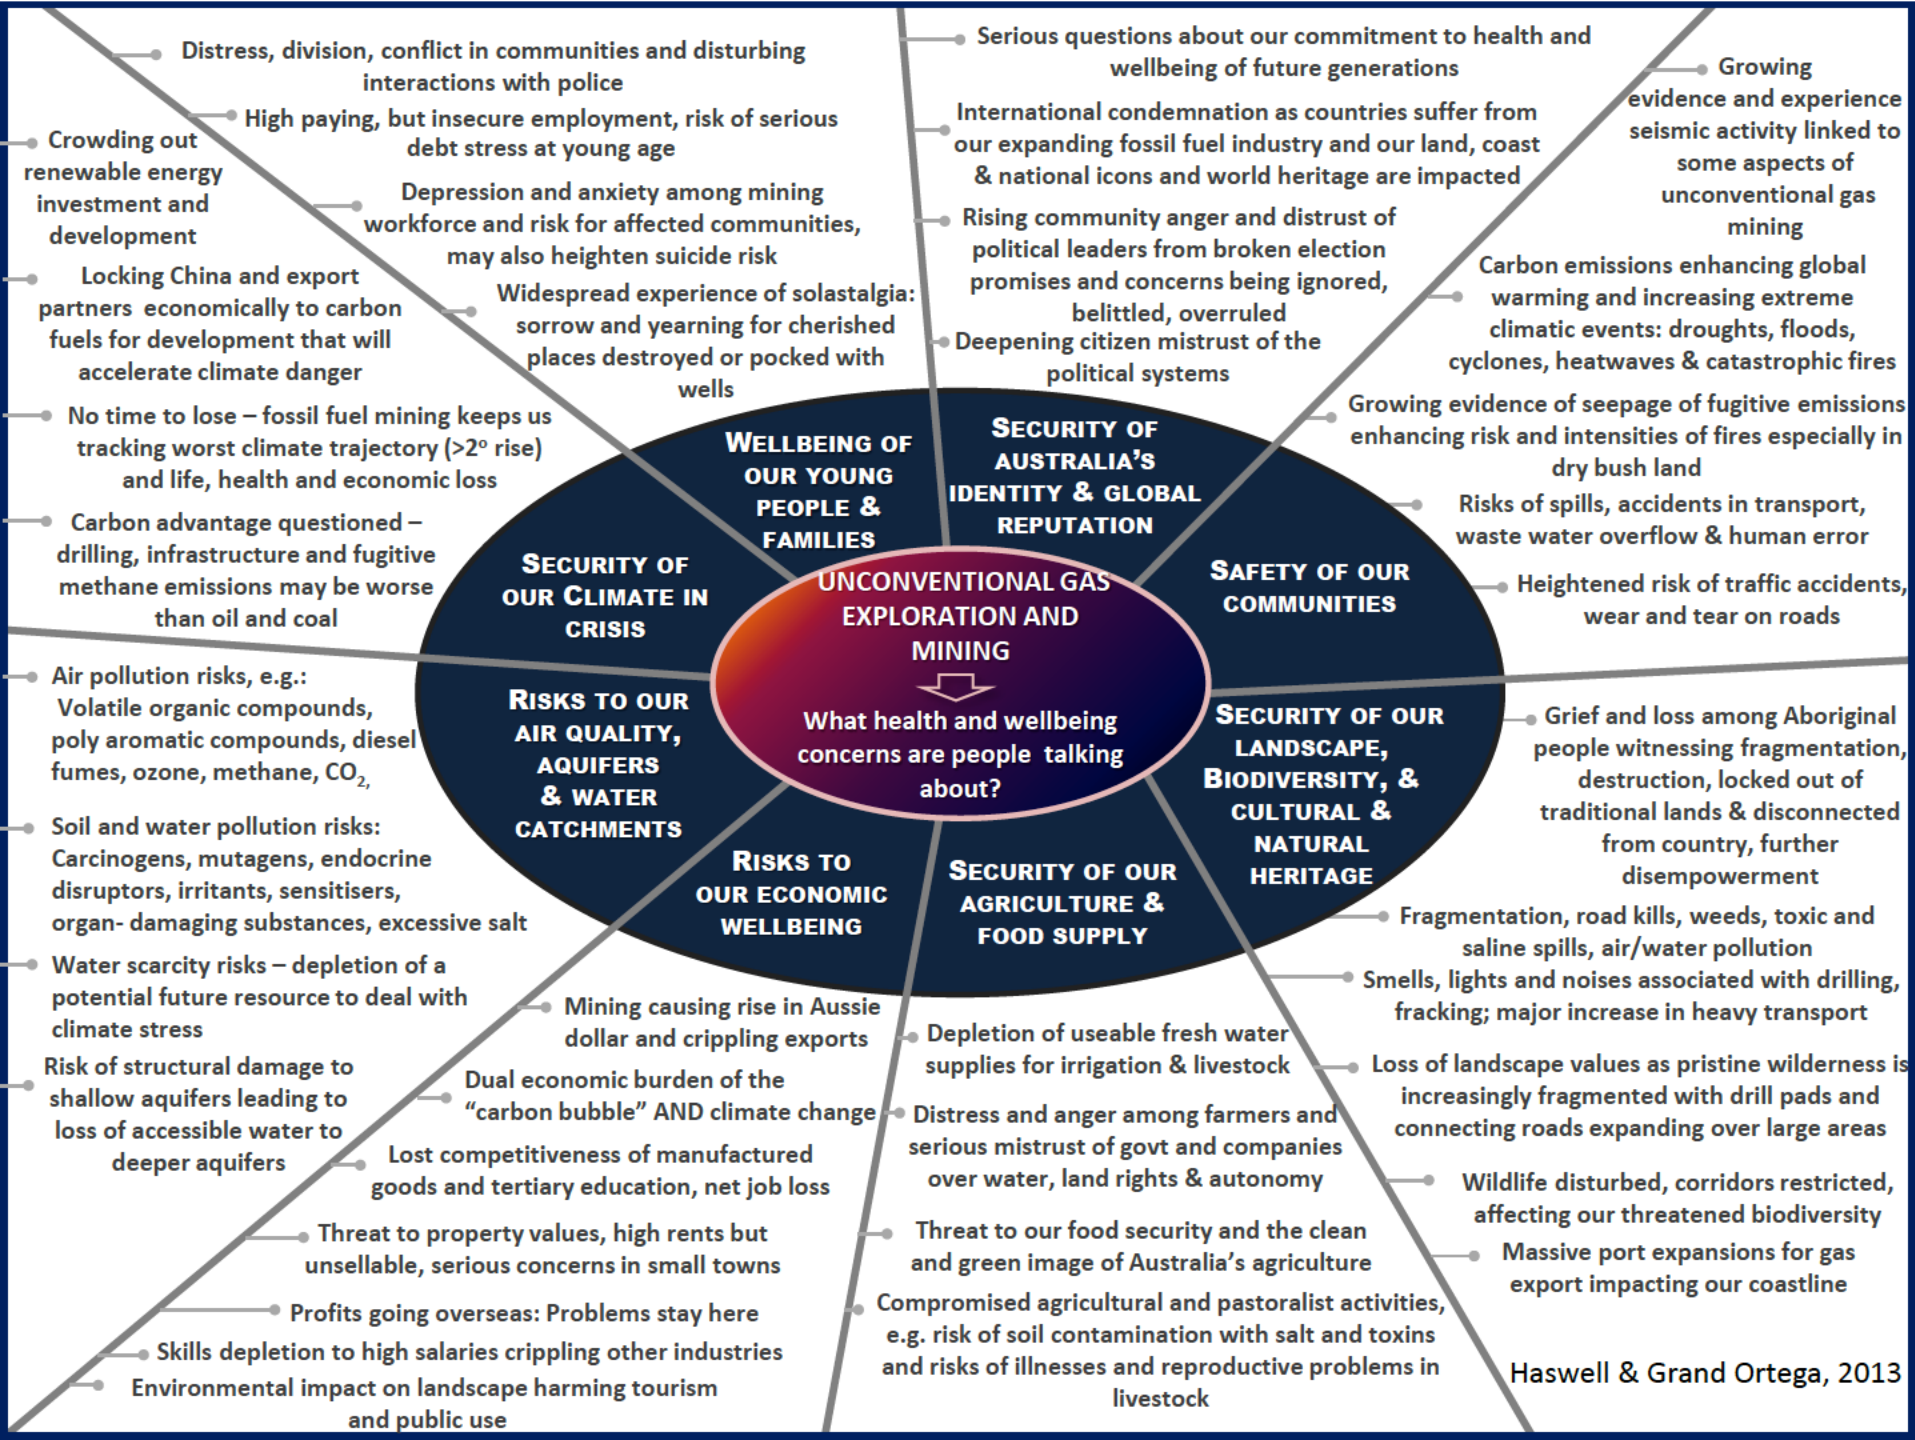 UNCONVENTIONAL GAS
EXPLORATION AND
MINING
What health and wellbeing
concerns are people talking
about?
WELLBEING OF
OUR YOUNG
PEOPLE &
FAMILIES
Distress, division, conflict in communities and disturbing
interactions with police
High paying, but insecure employment, risk of serious
debt stress at young age
Depression and anxiety among mining
workforce and risk for affected communities,
may also heighten suicide risk
Widespread experience of solastalgia:
sorrow and yearning for cherished
places destroyed or pocked with
wells
SECURITY OF
AUSTRALIA'S
IDENTITY & GLOBAL
REPUTATION
Serious questions about our commitment to health and
wellbeing of future generations
International condemnation as countries suffer from
our expanding fossil fuel industry and our land, coast
& national icons and world heritage are impacted
Rising community anger and distrust of
political leaders from broken election
promises and concerns being ignored,
belittled, overruled
Deepening citizen mistrust of the
political systems
SAFETY OF OUR
COMMUNITIES
Growing
evidence and experience
seismic activity linked to
some aspects of
unconventional gas
mining
Carbon emissions enhancing global
warming and increasing extreme
climatic events: droughts, floods,
cyclones, heatwaves & catastrophic fires
Growing evidence of seepage of fugitive emissions
enhancing risk and intensities of fires especially in
dry bush land
Risks of spills, accidents in transport,
waste water overflow & human error
Heightened risk of traffic accidents,
wear and tear on roads
SECURITY OF OUR
LANDSCAPE,
BIODIVERSITY, &
CULTURAL &
NATURAL
HERITAGE
Grief and loss among Aboriginal
people witnessing fragmentation,
destruction, locked out of
traditional lands & disconnected
from country, further
disempowerment
Fragmentation, road kills, weeds, toxic and
saline spills, air/water pollution
Smells, lights and noises associated with drilling,
fracking; major increase in heavy transport
Loss of landscape values as pristine wilderness is
increasingly fragmented with drill pads and
connecting roads expanding over large areas
Wildlife disturbed, corridors restricted,
affecting our threatened biodiversity
Massive port expansions for gas
export impacting our coastline
SECURITY OF OUR
AGRICULTURE &
FOOD SUPPLY
Depletion of useable fresh water
supplies for irrigation & livestock
Distress and anger among farmers and
serious mistrust of govt and companies
over water, land rights & autonomy
Threat to our food security and the clean
and green image of Australia's agriculture
Compromised agricultural and pastoralist activities,
e.g. risk of soil contamination with salt and toxins
and risks of illnesses and reproductive problems in
livestock
RISKS TO
OUR ECONOMIC
WELLBEING
Mining causing rise in Aussie
dollar and crippling exports
Dual economic burden of the
"carbon bubble" AND climate change
Lost competitiveness of manufactured
goods and tertiary education, net job loss
Threat to property values, high rents but
unsellable, serious concerns in small towns
Profits going overseas: Problems stay here
Skills depletion to high salaries crippling other industries
Environmental impact on landscape harming tourism
and public use
RISKS TO OUR
AIR QUALITY,
AQUIFERS
& WATER
CATCHMENTS
Air pollution risks, e.g.:
Volatile organic compounds,
poly aromatic compounds, diesel
fumes, ozone, methane, CO2,
Soil and water pollution risks:
Carcinogens, mutagens, endocrine
disruptors, irritants, sensitisers,
organ- damaging substances, excessive salt
Water scarcity risks – depletion of a
potential future resource to deal with
climate stress
Risk of structural damage to
shallow aquifers leading to
loss of accessible water to
deeper aquifers
SECURITY OF
OUR CLIMATE IN
CRISIS
Crowding out
renewable energy
investment and
development
Locking China and export
partners economically to carbon
fuels for development that will
accelerate climate danger
No time to lose – fossil fuel mining keeps us
tracking worst climate trajectory (>2º rise)
and life, health and economic loss
Carbon advantage questioned –
drilling, infrastructure and fugitive
methane emissions may be worse
than oil and coal
Haswell & Grand Ortega, 2013